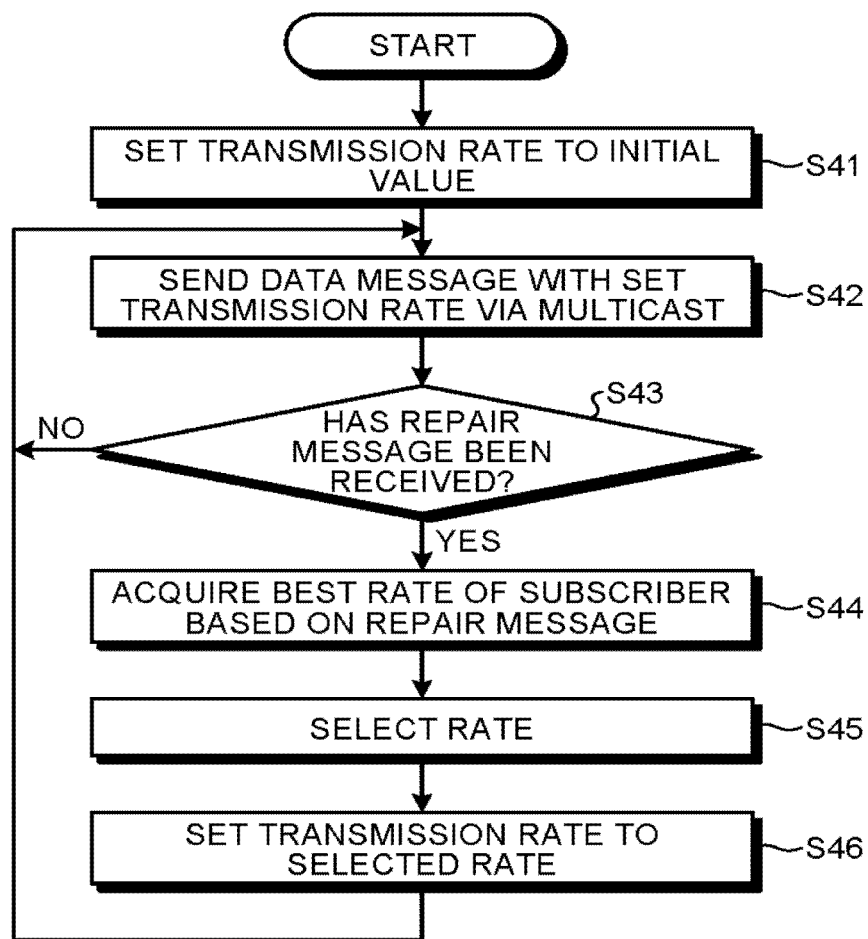 START
SET TRANSMISSION RATE TO INITIAL
VALUE
S41
SEND DATA MESSAGE WITH SET
TRANSMISSION RATE VIA MULTICAST
S42
S43
HAS REPAIR
MESSAGE BEEN
RECEIVED?
NO
YES
ACQUIRE BEST RATE OF SUBSCRIBER
BASED ON REPAIR MESSAGE
S44
SELECT RATE
S45
SET TRANSMISSION RATE TO
SELECTED RATE
S46